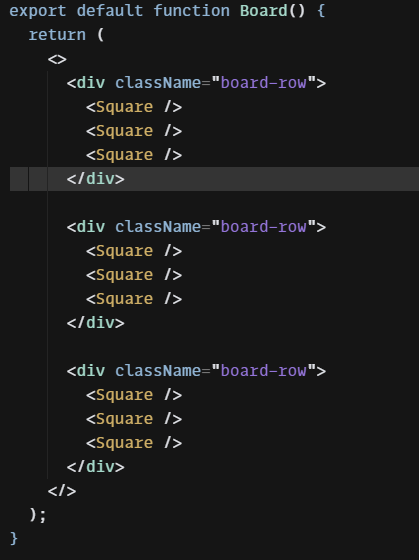 export default function Board() {
  return (
    <>
      <div className="board-row">
        <Square />
        <Square />
        <Square />
      </div>

      <div className="board-row">
        <Square />
        <Square />
        <Square />
      </div>

      <div className="board-row">
        <Square />
        <Square />
        <Square />
      </div>
    </>
  );
}